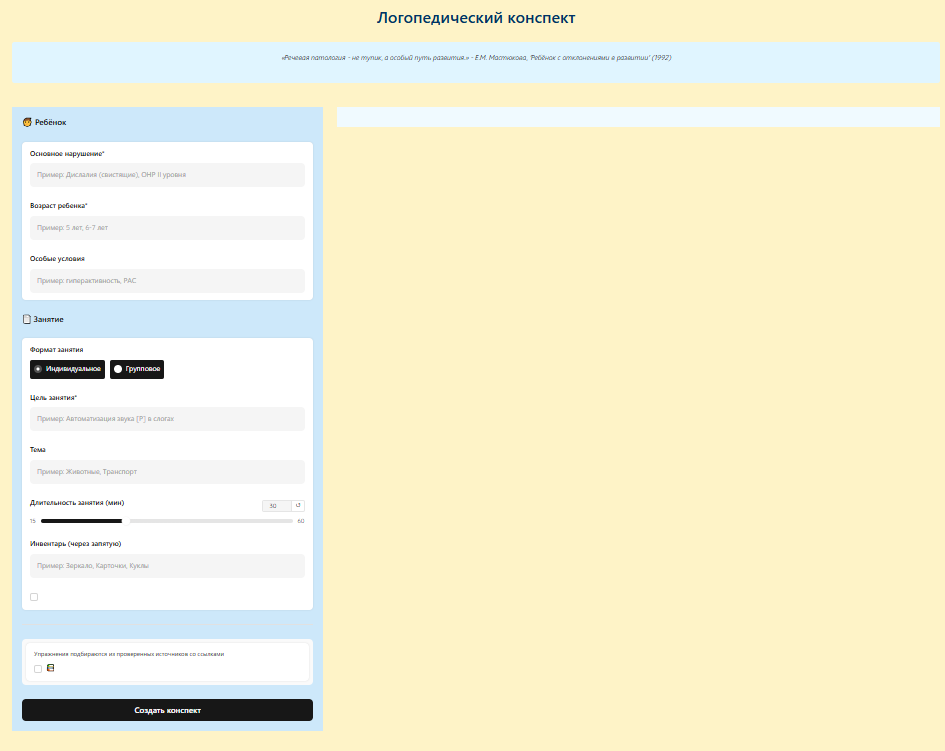 Логопедический конспект
«Речевая патология - не тупик, а особый путь развития.» - Е.М. Мастюкова, 'Ребёнок с отклонениями в развитии' (1992)
Ребёнок
Основное нарушение*
Пример: Дислалия (свистящие), ОНР II уровня
Возраст ребенка*
Пример: 5 лет, 6-7 лет
Особые условия
Пример: гиперактивность, РАС
Занятие
Формат занятия
Индивидуальное Групповое
Цель занятия*
Пример: Автоматизация звука [Р] в слогах
Тема
Пример: Животные, Транспорт
Длительность занятия (мин) 30 ↺
15 60
Инвентарь (через запятую)
Пример: Зеркало, Карточки, Куклы
Упражнения подбираются из проверенных источников со ссылками
Создать конспект